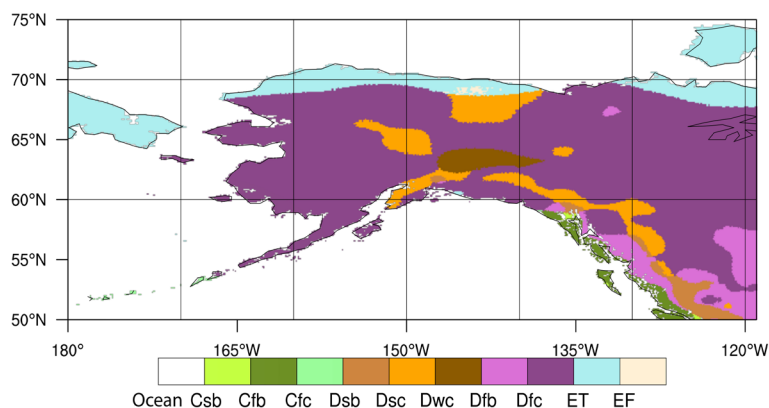 75°N
70°N
65°N
60°N
55°N
50°N
180° 165°W 150°W 135°W 120°W
Ocean Csb Cfb Cfc Dsb Dsc Dwc Dfb Dfc ET EF